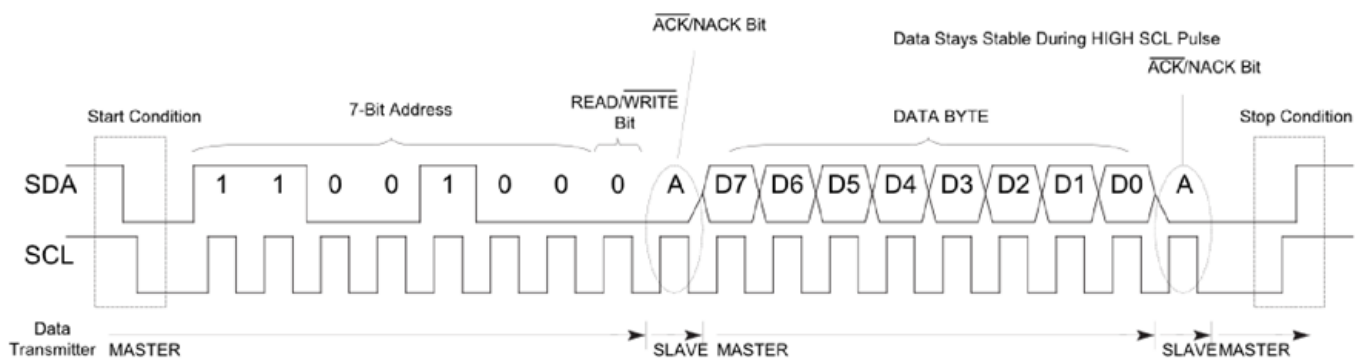 ACK/NACK Bit
Data Stays Stable During HIGH SCL Pulse
ACK/NACK Bit
Start Condition
7-Bit Address
READ/WRITE
Bit
DATA BYTE
Stop Condition
SDA 1 1 0 0 1 0 0 0 A D7 D6 D5 D4 D3 D2 D1 D0 A
SCL
Data
Transmitter MASTER SLAVE MASTER SLAVE MASTER